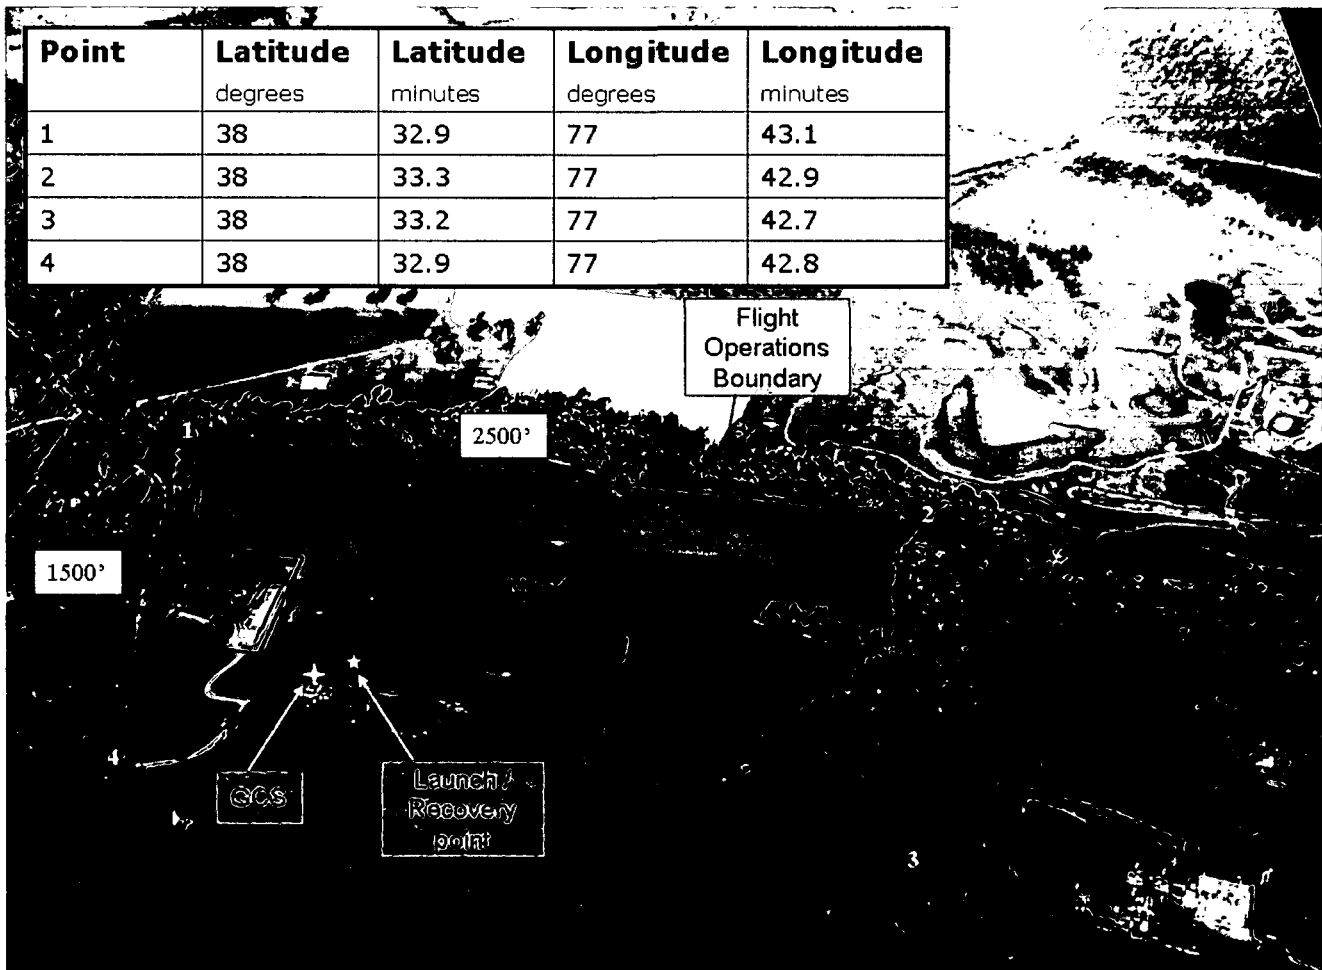 Point Latitude Latitude Longitude Longitude
degrees minutes degrees minutes
1 38 32.9 77 43.1
2 38 33.3 77 42.9
3 38 33.2 77 42.7
4 38 32.9 77 42.8
Flight
Operations
Boundary
1
2500'
2
1500'
4
GCS
Launch /
Recovery
point
3